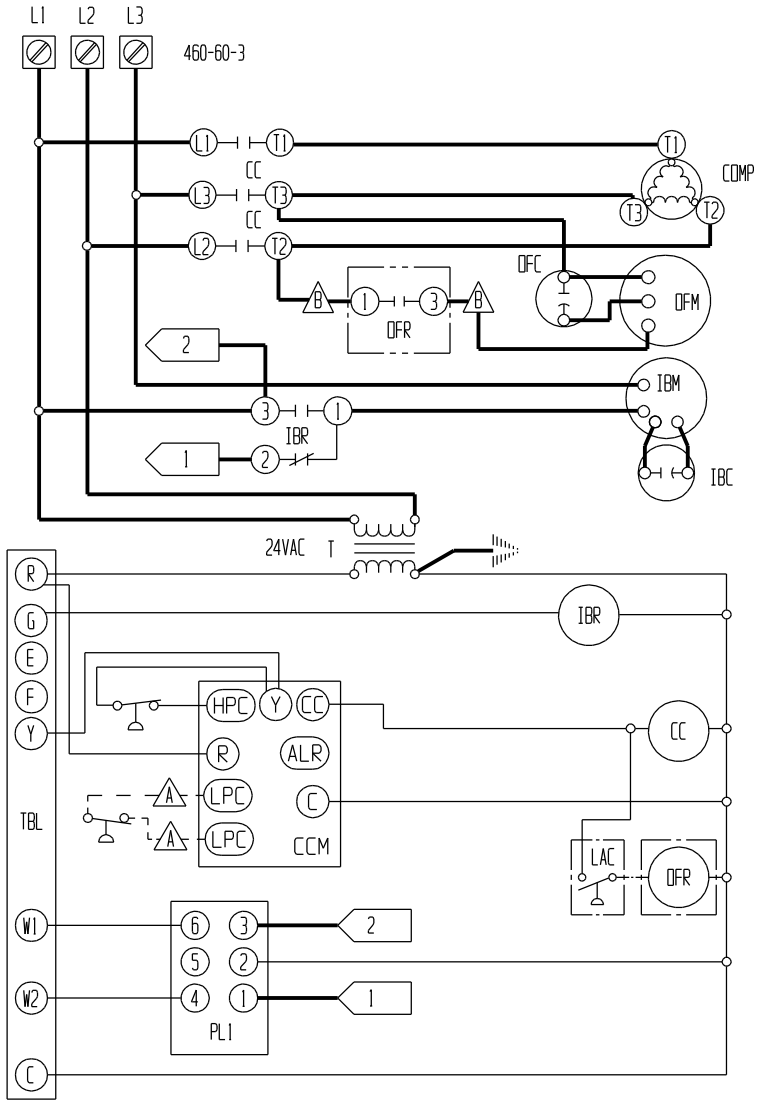 L1 L2 L3
460-60-3
L1 T1 T1
CC COMP
L3 T3
CC T3 T2
L2 T2
OFC
B 1 3 B OFM
OFR
2
IBM
3 1
IBR
1 2
IBC
24VAC T
R
G IBR
E
F
HPC Y CC
Y CC
R ALR
A LPC C
TBL
A LPC CCM
LAC
OFR
W1 6 3 2
5 2
W2 4 1 1
PL1
C